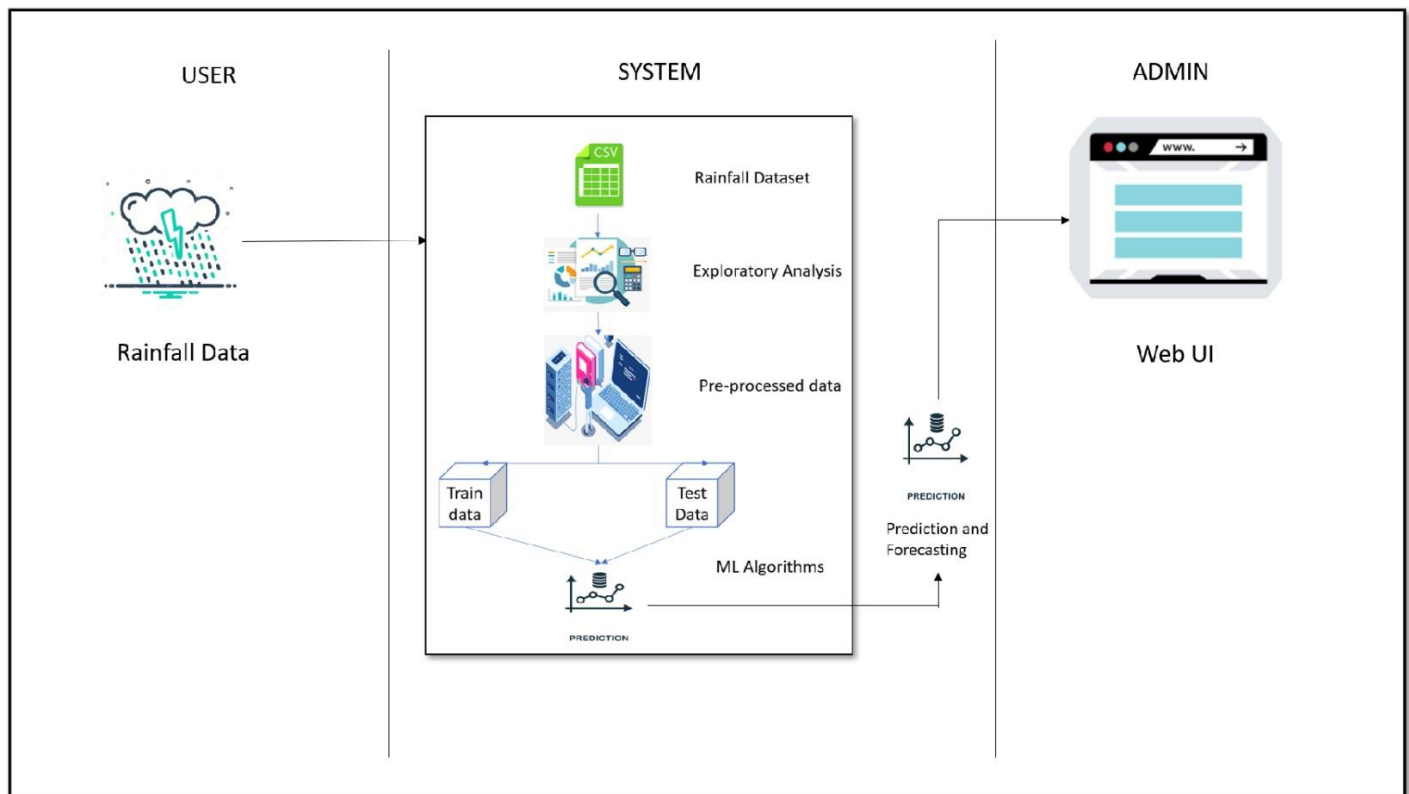 USER
SYSTEM
ADMIN
CSV
Rainfall Dataset
www.
Exploratory Analysis
Rainfall Data
Web UI
Pre-processed data
Train
data
Test
Data
PREDICTION
Prediction and
Forecasting
ML Algorithms
PREDICTION